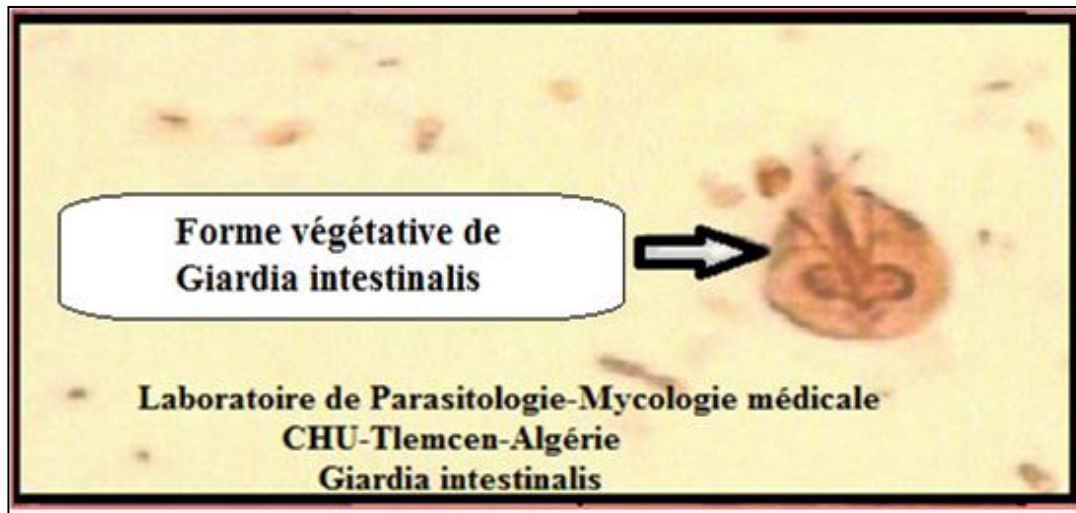 Forme végétative de
Giardia intestinalis
Laboratoire de Parasitologie-Mycologie médicale
CHU-Tlemcen-Algérie
Giardia intestinalis